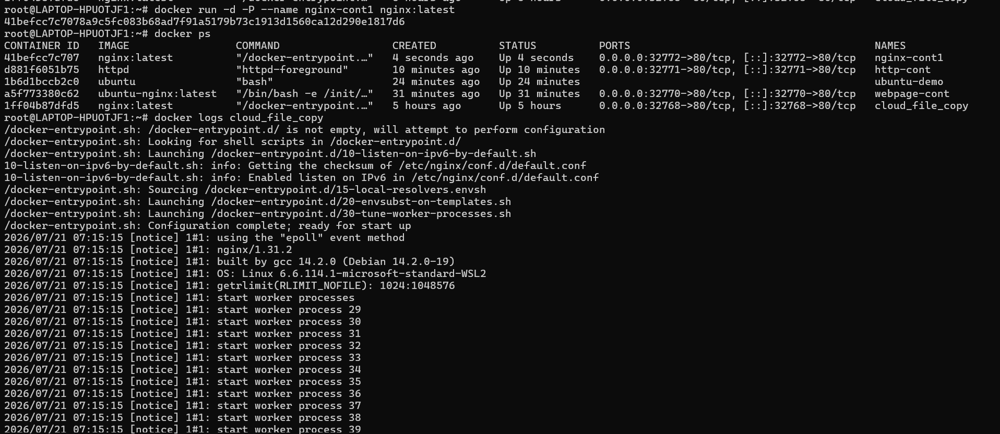 root@LAPTOP-HPUOTJF1:~# docker run -d -P --name nginx-cont1 nginx:latest
41befcc7c7078a9c5fc083b68ad7f91a5179b73c1913d1560ca12d290e1817d6
root@LAPTOP-HPUOTJF1:~# docker ps
CONTAINER ID   IMAGE                 COMMAND                  CREATED          STATUS          PORTS                                       NAMES
41befcc7c707   nginx:latest          "/docker-entrypoint.…"   4 seconds ago    Up 4 seconds    0.0.0.0:32772->80/tcp, [::]:32772->80/tcp   nginx-cont1
d881f6051b75   httpd                 "httpd-foreground"       10 minutes ago   Up 10 minutes   0.0.0.0:32771->80/tcp, [::]:32771->80/tcp   http-cont
1b6d1bccb2c0   ubuntu                "bash"                   24 minutes ago   Up 24 minutes                                               ubuntu-demo
a5f773380c62   ubuntu-nginx:latest   "/bin/bash -e /init/…"   31 minutes ago   Up 31 minutes   0.0.0.0:32770->80/tcp, [::]:32770->80/tcp   webpage-cont
1ff04b87dfd5   nginx:latest          "/docker-entrypoint.…"   5 hours ago      Up 5 hours      0.0.0.0:32768->80/tcp, [::]:32768->80/tcp   cloud_file_copy
root@LAPTOP-HPUOTJF1:~# docker logs cloud_file_copy
/docker-entrypoint.sh: /docker-entrypoint.d/ is not empty, will attempt to perform configuration
/docker-entrypoint.sh: Looking for shell scripts in /docker-entrypoint.d/
/docker-entrypoint.sh: Launching /docker-entrypoint.d/10-listen-on-ipv6-by-default.sh
10-listen-on-ipv6-by-default.sh: info: Getting the checksum of /etc/nginx/conf.d/default.conf
10-listen-on-ipv6-by-default.sh: info: Enabled listen on IPv6 in /etc/nginx/conf.d/default.conf
/docker-entrypoint.sh: Sourcing /docker-entrypoint.d/15-local-resolvers.envsh
/docker-entrypoint.sh: Launching /docker-entrypoint.d/20-envsubst-on-templates.sh
/docker-entrypoint.sh: Launching /docker-entrypoint.d/30-tune-worker-processes.sh
/docker-entrypoint.sh: Configuration complete; ready for start up
2026/07/21 07:15:15 [notice] 1#1: using the "epoll" event method
2026/07/21 07:15:15 [notice] 1#1: nginx/1.31.2
2026/07/21 07:15:15 [notice] 1#1: built by gcc 14.2.0 (Debian 14.2.0-19)
2026/07/21 07:15:15 [notice] 1#1: OS: Linux 6.6.114.1-microsoft-standard-WSL2
2026/07/21 07:15:15 [notice] 1#1: getrlimit(RLIMIT_NOFILE): 1024:1048576
2026/07/21 07:15:15 [notice] 1#1: start worker processes
2026/07/21 07:15:15 [notice] 1#1: start worker process 29
2026/07/21 07:15:15 [notice] 1#1: start worker process 30
2026/07/21 07:15:15 [notice] 1#1: start worker process 31
2026/07/21 07:15:15 [notice] 1#1: start worker process 32
2026/07/21 07:15:15 [notice] 1#1: start worker process 33
2026/07/21 07:15:15 [notice] 1#1: start worker process 34
2026/07/21 07:15:15 [notice] 1#1: start worker process 35
2026/07/21 07:15:15 [notice] 1#1: start worker process 36
2026/07/21 07:15:15 [notice] 1#1: start worker process 37
2026/07/21 07:15:15 [notice] 1#1: start worker process 38
2026/07/21 07:15:15 [notice] 1#1: start worker process 39